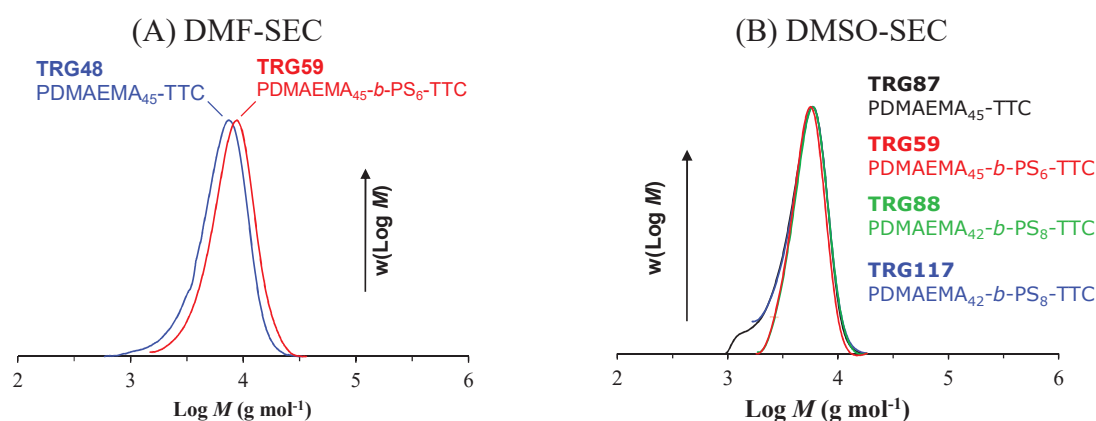 (A) DMF-SEC
TRG48
PDMAEMA₄₅-TTC
TRG59
PDMAEMA₄₅-b-PS₆-TTC
w(Log M)
2 3 4 5 6
Log M (g mol⁻¹)
(B) DMSO-SEC
TRG87
PDMAEMA₄₅-TTC
TRG59
PDMAEMA₄₅-b-PS₆-TTC
TRG88
PDMAEMA₄₂-b-PS₈-TTC
TRG117
PDMAEMA₄₂-b-PS₈-TTC
w(Log M)
2 3 4 5 6
Log M (g mol⁻¹)